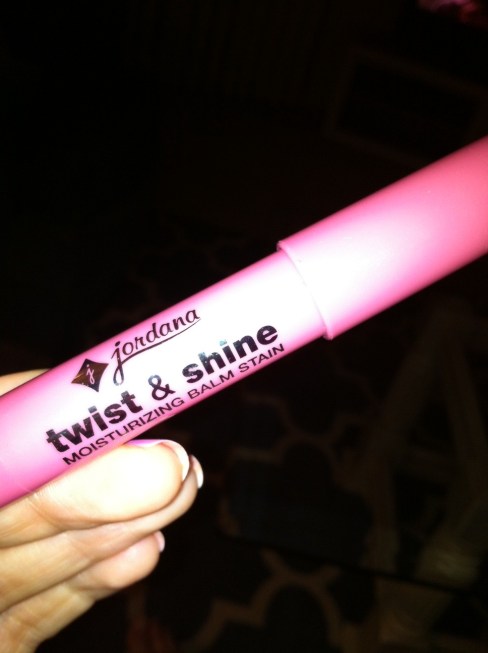 j jordana
twist & shine
MOISTURIZING BALM STAIN